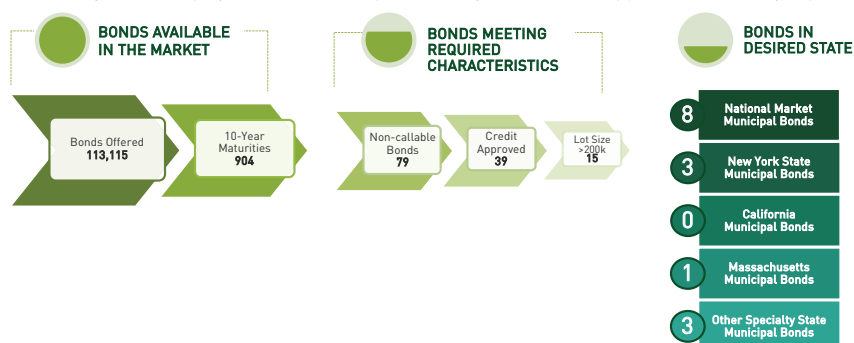 BONDS AVAILABLE
IN THE MARKET
Bonds Offered
113,115
10-Year
Maturities
904
BONDS MEETING
REQUIRED
CHARACTERISTICS
Non-callable
Bonds
79
Credit
Approved
39
Lot Size
>200k
15
BONDS IN
DESIRED STATE
8
National Market
Municipal Bonds
3
New York State
Municipal Bonds
0
California
Municipal Bonds
1
Massachusetts
Municipal Bonds
3
Other Specialty State
Municipal Bonds